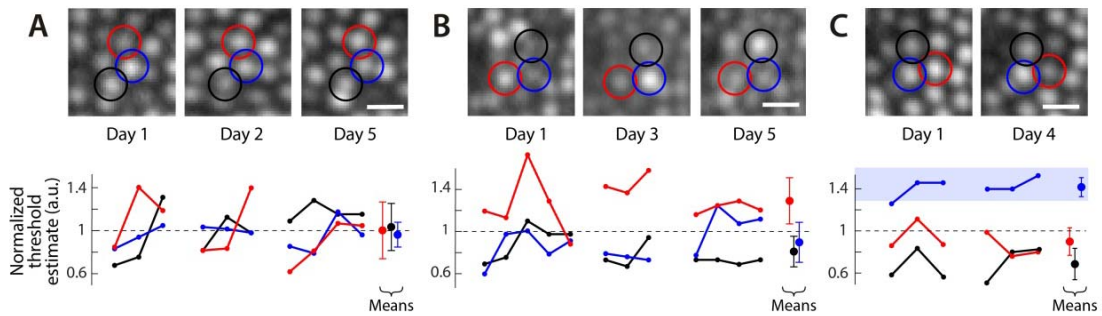 A
B
C
Day 1
Day 2
Day 5
Day 1
Day 3
Day 5
Day 1
Day 4
Normalized
threshold
estimate (a.u.)
1.4
1
0.6
1.4
1
0.6
1.4
1
0.6
Means
Means
Means